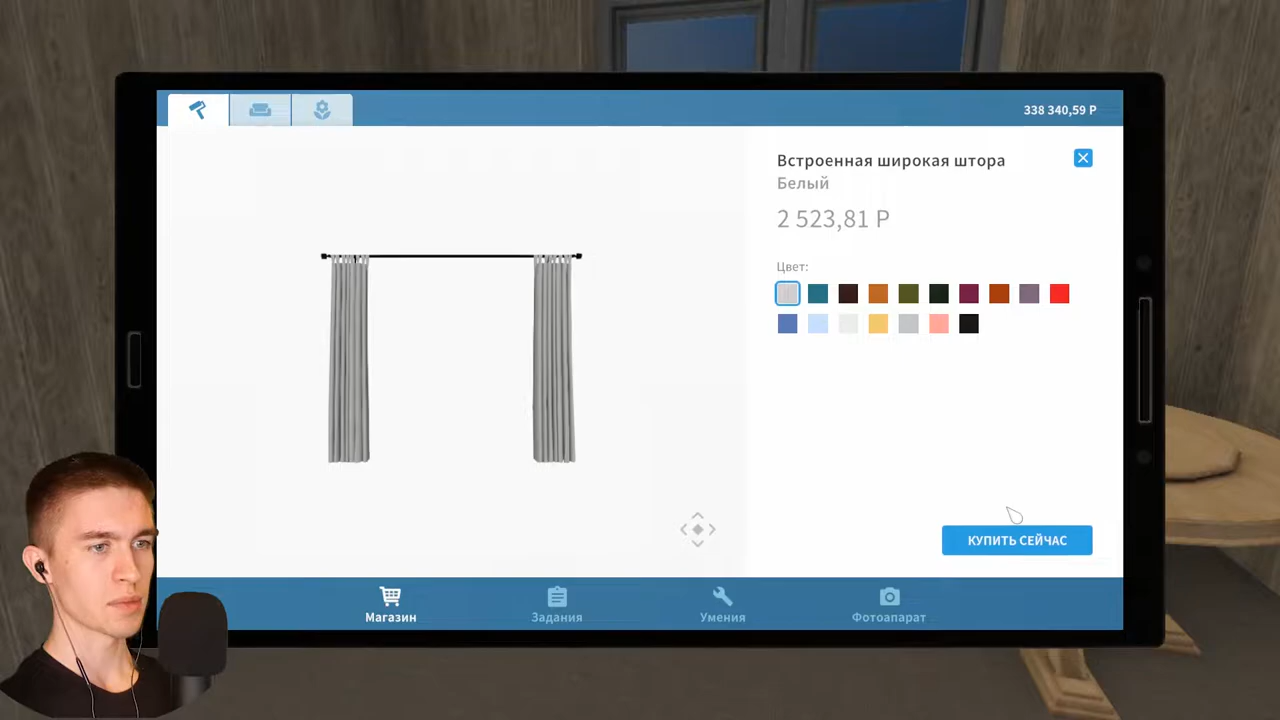 338 340,59 Р
Встроенная широкая штора
Белый
2 523,81 Р
Цвет:
КУПИТЬ СЕЙЧАС
Магазин
Задания
Умения
Фотоапарат